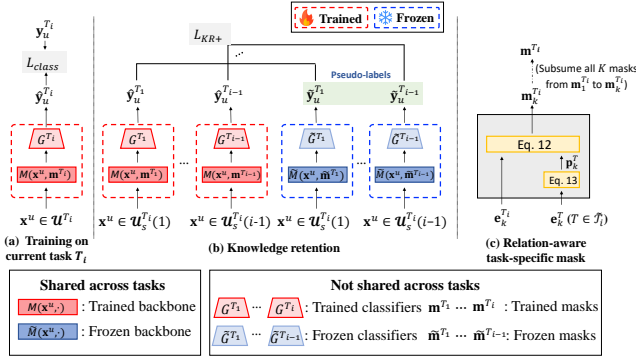 Trained Frozen
𝐲_u^{T_i}
L_{class}
ŷ_u^{T_i}
G^{T_i}
M(𝐱^u, 𝐦^{T_i})
𝐱^u ∈ 𝓤^{T_i}
(a) Training on
current task T_i
L_{KR+}
Pseudo-labels
ŷ_u^{T_1} ŷ_u^{T_{i-1}} ỹ_u^{T_1} ỹ_u^{T_{i-1}}
G^{T_1} G^{T_{i-1}} G̃^{T_1} G̃^{T_{i-1}}
M(𝐱^u, 𝐦^{T_1}) ... M(𝐱^u, 𝐦^{T_{i-1}}) M̃(𝐱^u, 𝐦̃^{T_1}) ... M̃(𝐱^u, 𝐦̃^{T_{i-1}})
𝐱^u ∈ 𝓤_s^{T_i}(1) 𝐱^u ∈ 𝓤_s^{T_i}(i-1) 𝐱^u ∈ 𝓤_s^{T_i}(1) 𝐱^u ∈ 𝓤_s^{T_i}(i-1)
(b) Knowledge retention
𝐦^{T_i}
(Subsume all K masks
from 𝐦_1^{T_i} to 𝐦_k^{T_i})
𝐦_k^{T_i}
Eq. 12
𝐩_k^T
Eq. 13
𝐞_k^{T_i} 𝐞_k^T (T ∈ 𝒯̃_i)
(c) Relation-aware
task-specific mask
Shared across tasks
M(𝐱^u,·) : Trained backbone
M̃(𝐱^u,·) : Frozen backbone
Not shared across tasks
G^{T_1} ... G^{T_i} : Trained classifiers 𝐦^{T_1} ... 𝐦^{T_i} : Trained masks
G̃^{T_1} ... G̃^{T_{i-1}} : Frozen classifiers 𝐦̃^{T_1} ... 𝐦̃^{T_{i-1}}: Frozen masks